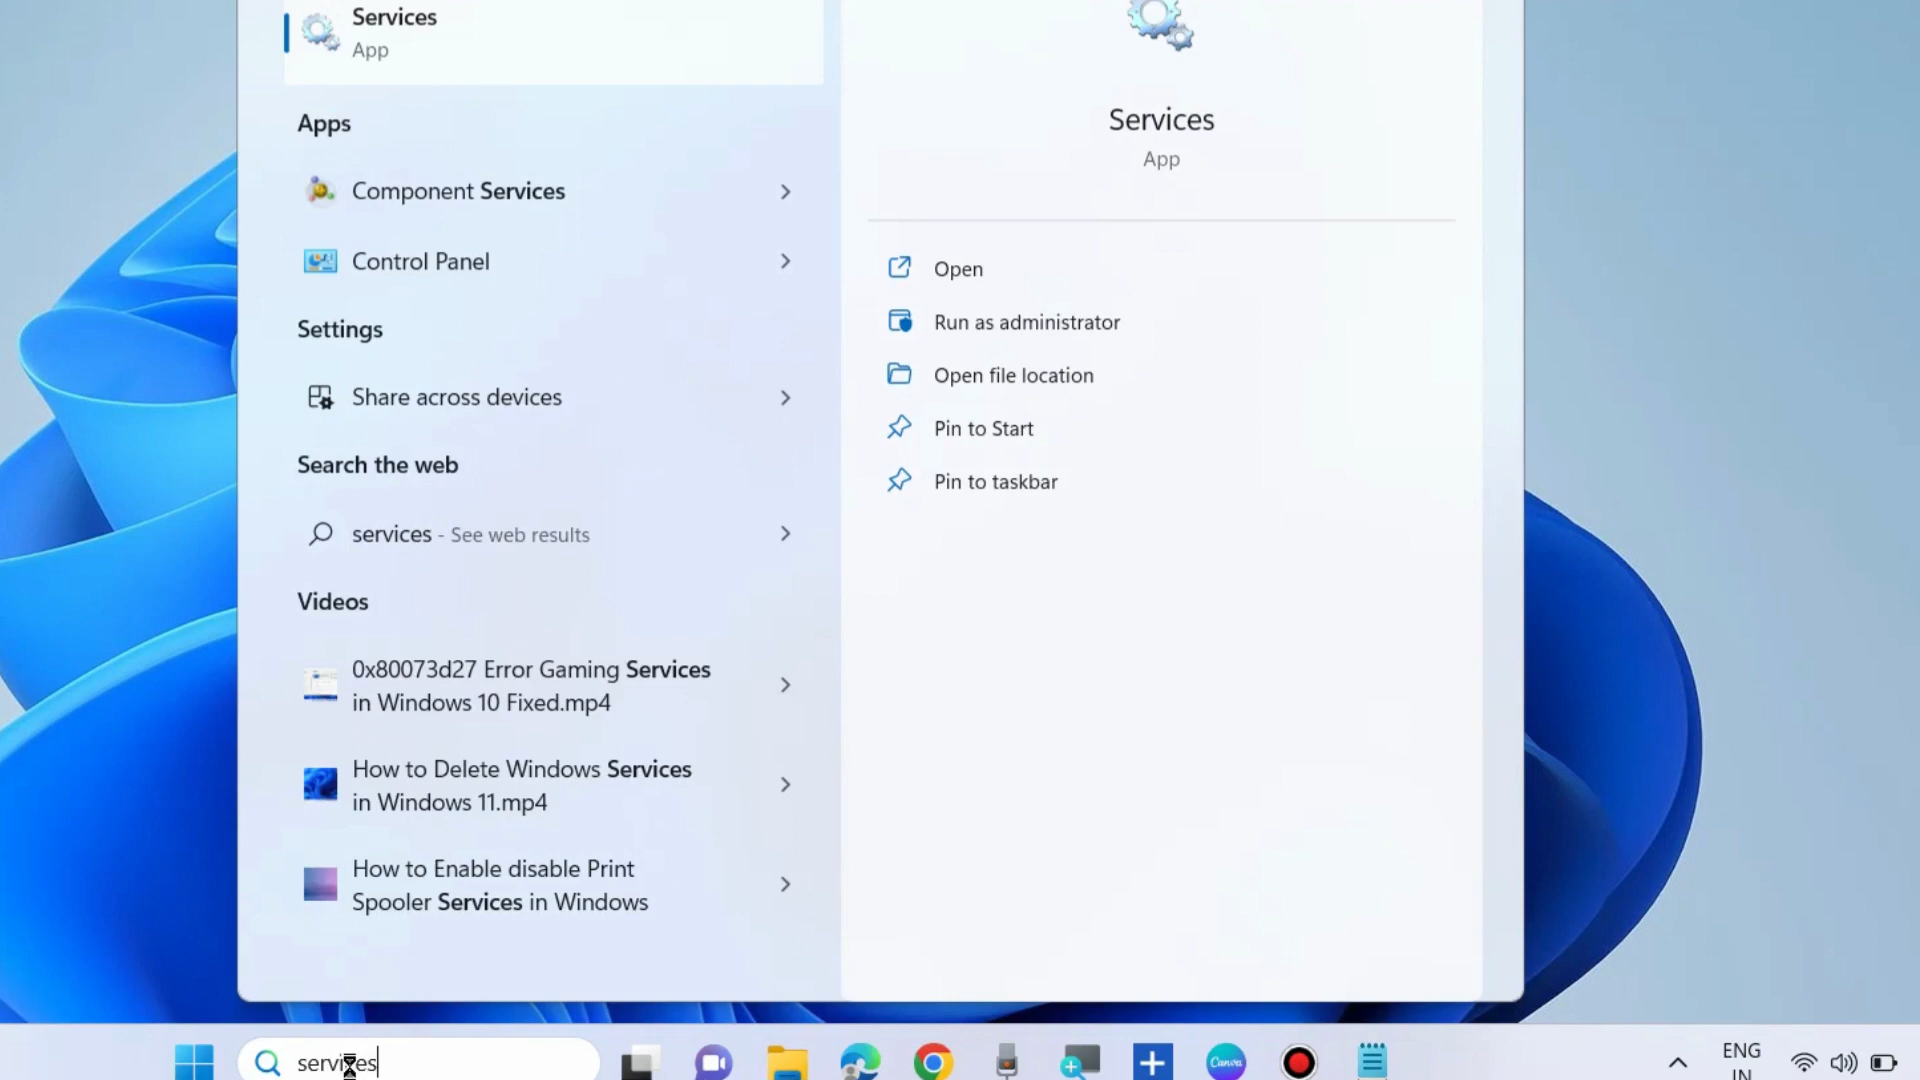 Services
App
Apps
Component Services
Control Panel
Settings
Share across devices
Search the web
services - See web results
Videos
0x80073d27 Error Gaming Services
in Windows 10 Fixed.mp4
How to Delete Windows Services
in Windows 11.mp4
How to Enable disable Print
Spooler Services in Windows
Services
App
Open
Run as administrator
Open file location
Pin to Start
Pin to taskbar
services
Canva
ENG
IN